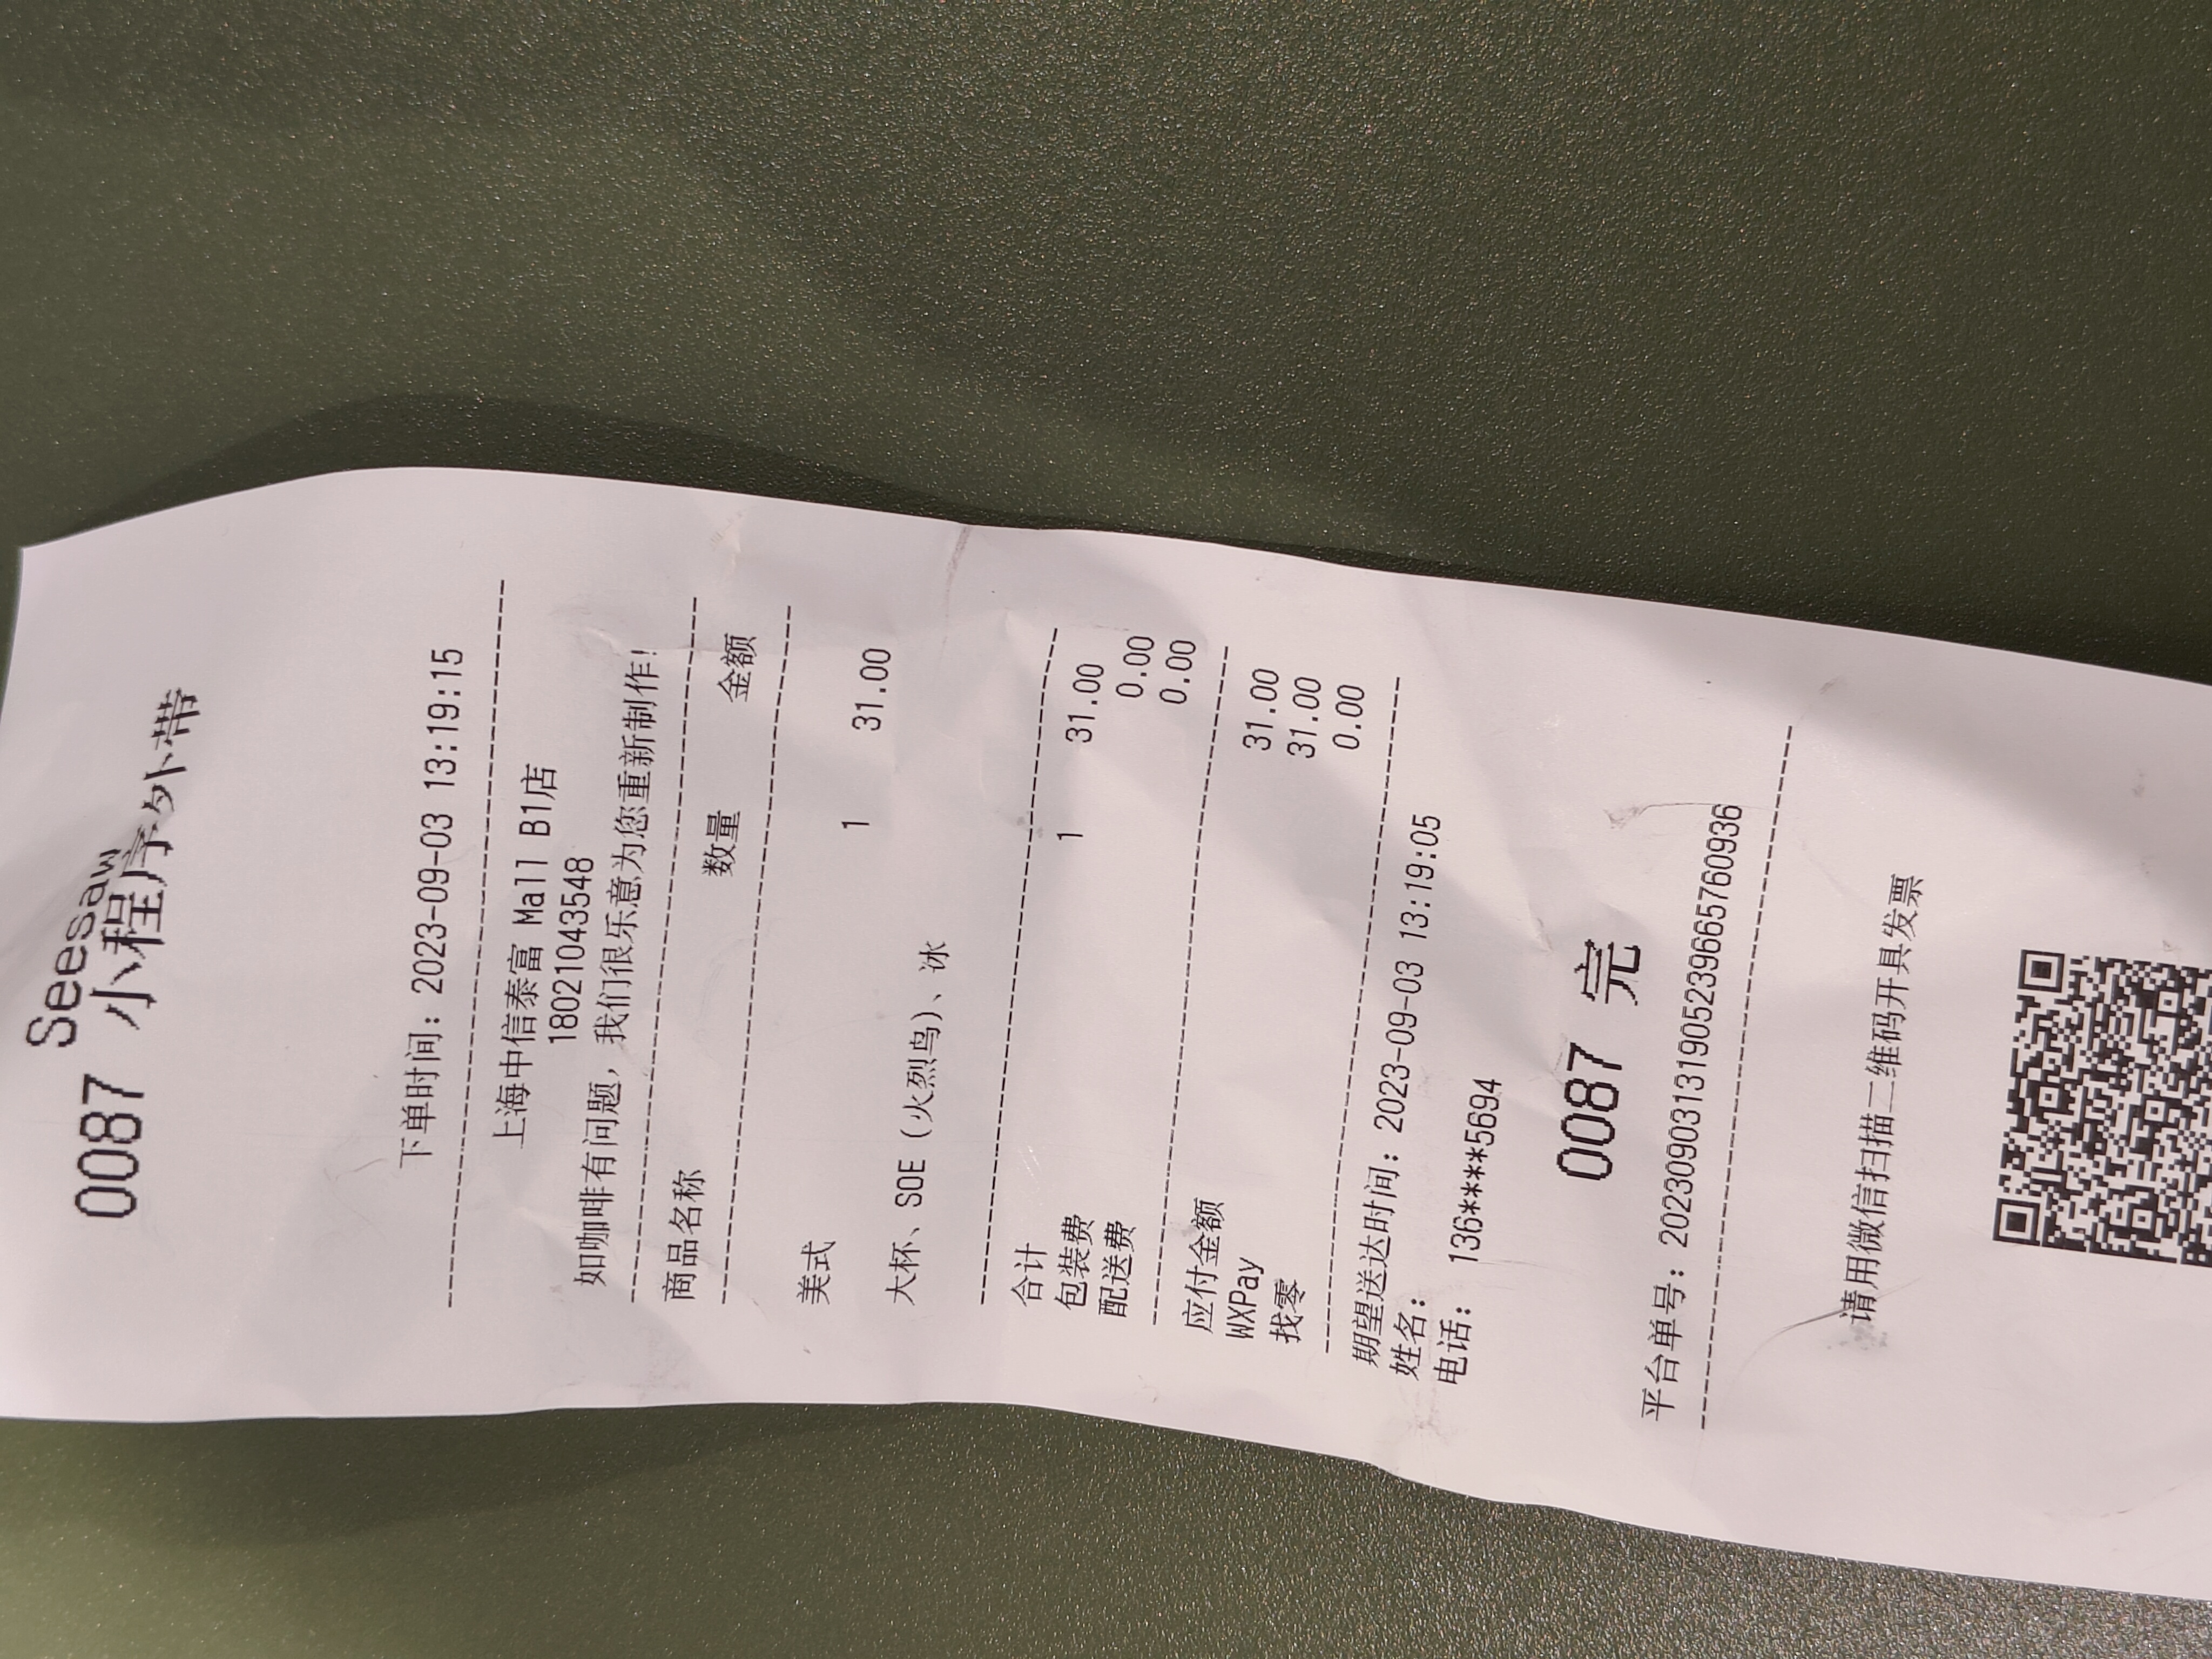 Seesaw
0087 小程序外带
下单时间: 2023-09-03 13:19:15
上海中信泰富 Mall B1店
18021043548
如咖啡有问题, 我们很乐意为您重新制作!
商品名称 数量 金额
美式 1 31.00
大杯、SOE (火烈鸟)、冰
合计 1 31.00
包装费 0.00
配送费 0.00
应付金额 31.00
WXPay 31.00
找零 0.00
期望送达时间: 2023-09-03 13:19:05
姓名:
电话: 136****5694
0087 完
平台单号: 20230903131905239665760936
请用微信扫描二维码开具发票